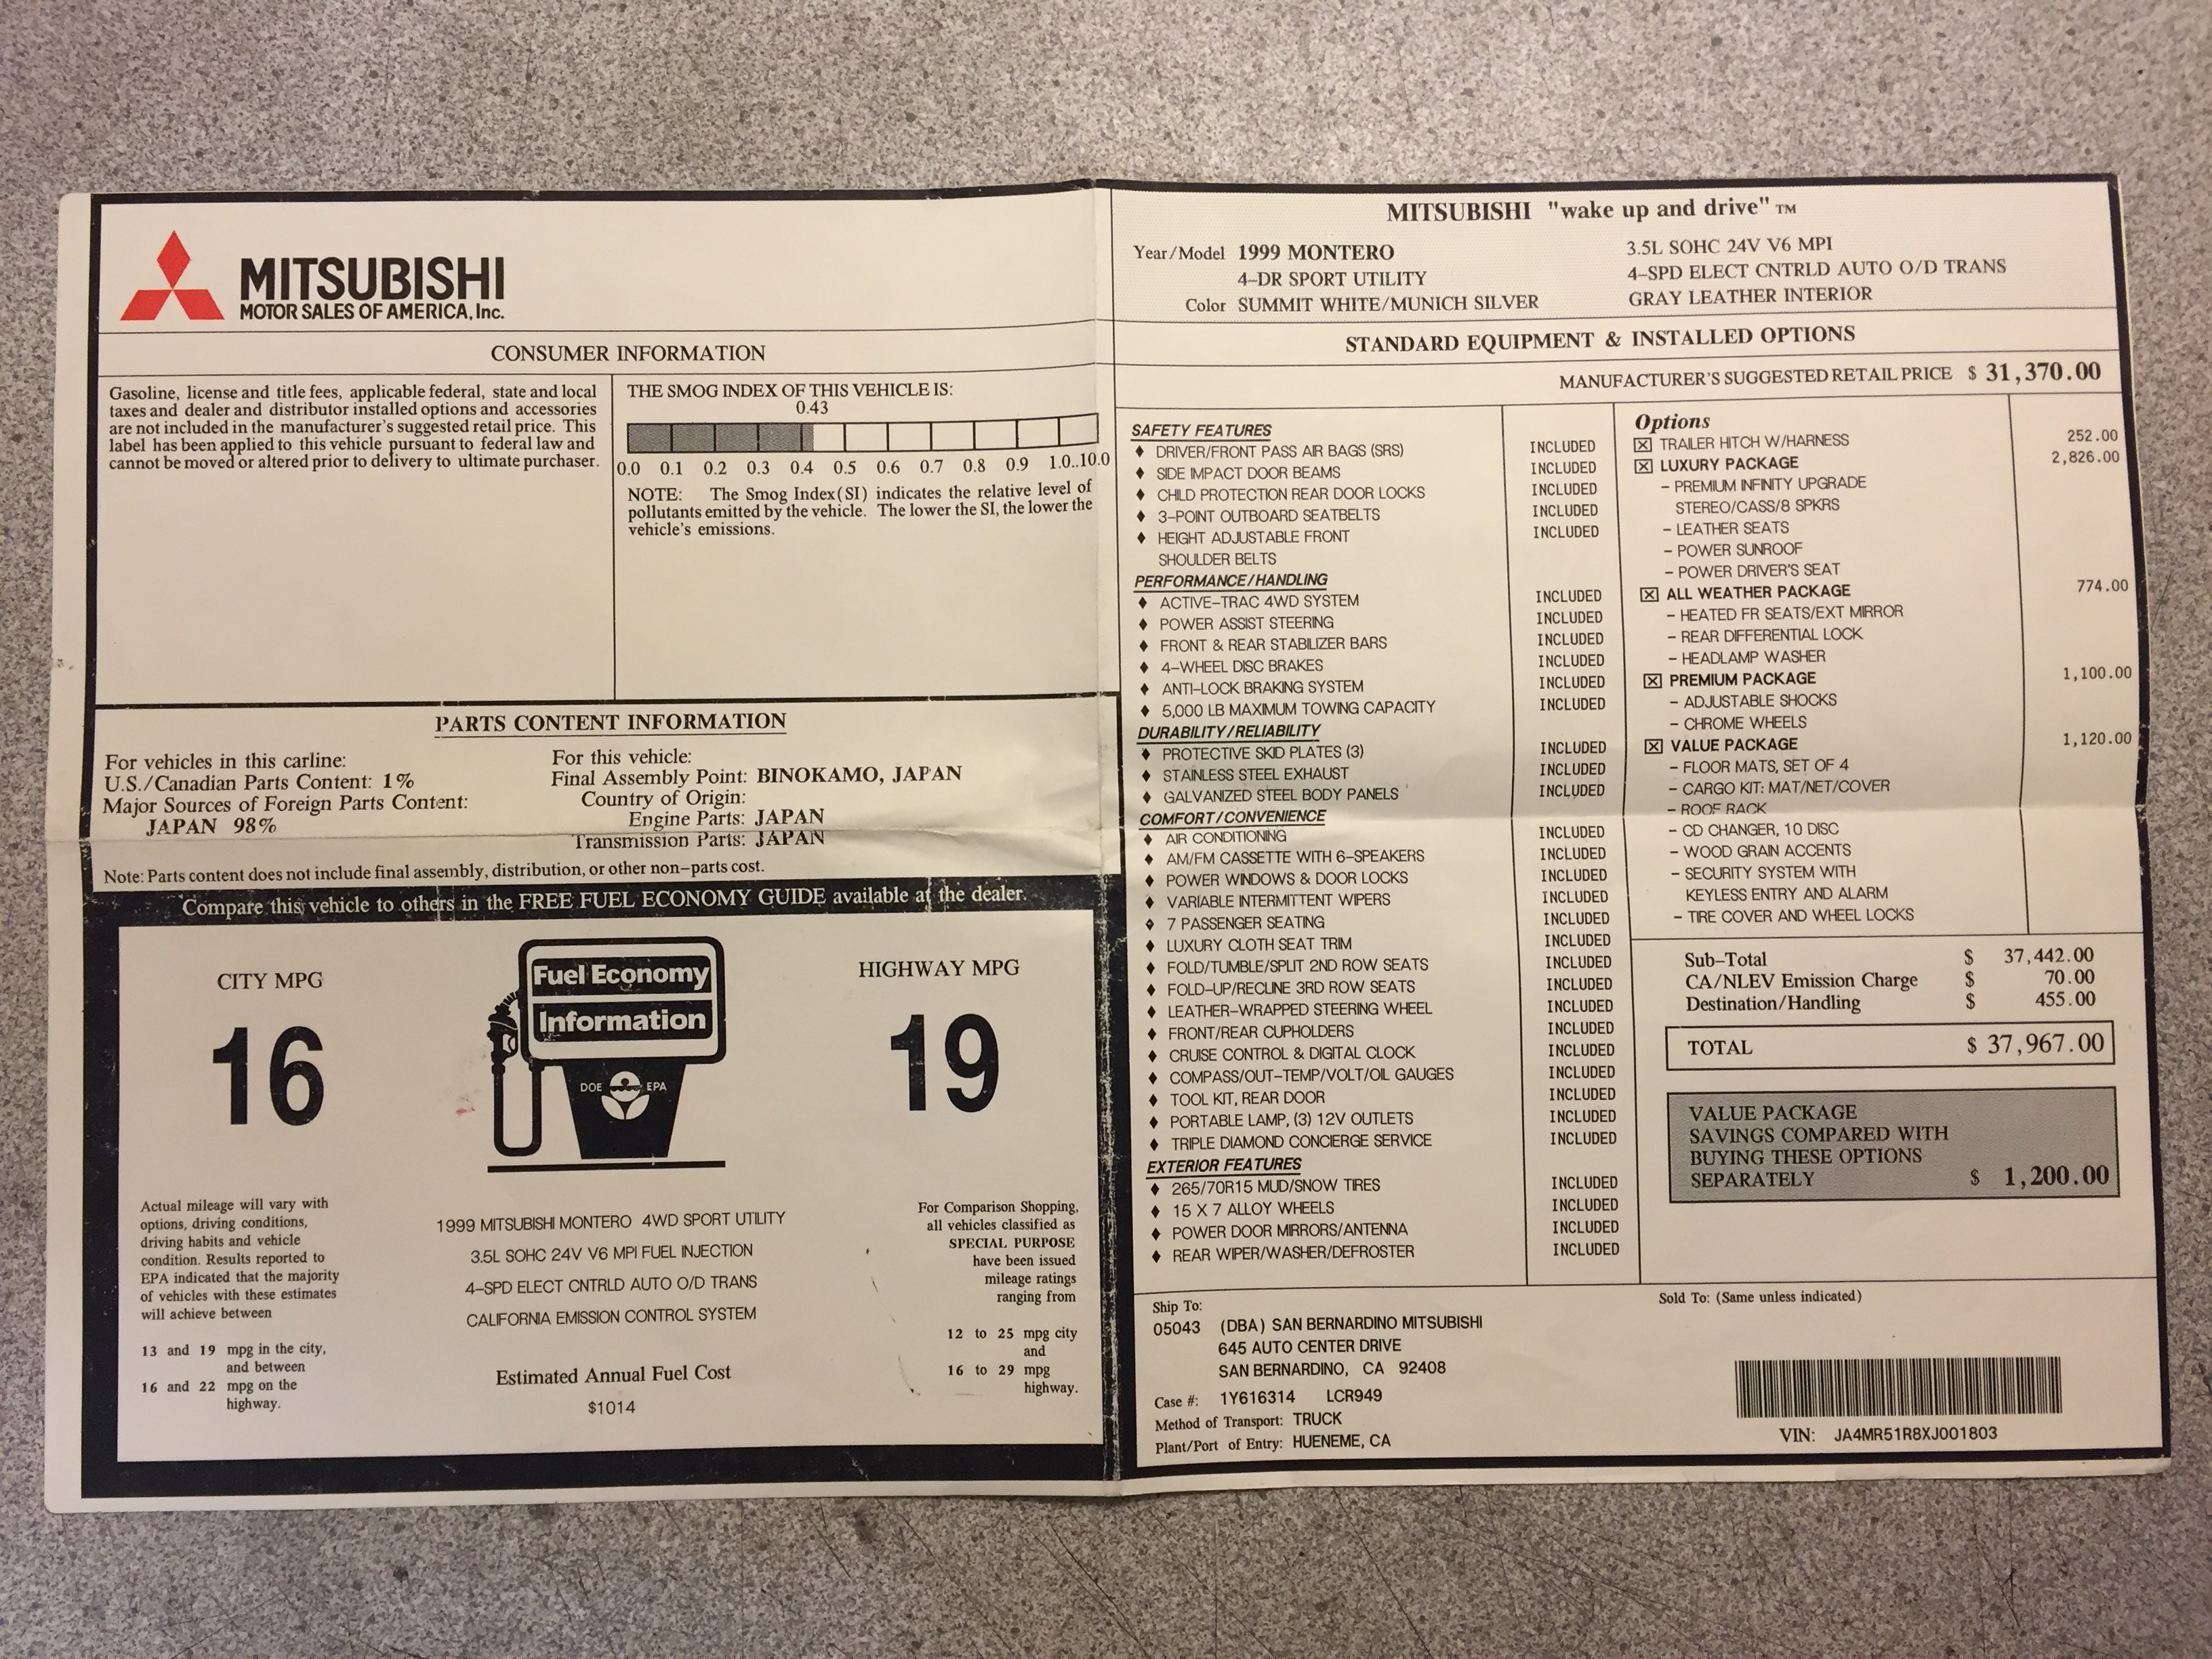 MITSUBISHI
MOTOR SALES OF AMERICA, Inc.
CONSUMER INFORMATION
Gasoline, license and title fees, applicable federal, state and local
taxes and dealer and distributor installed options and accessories
are not included in the manufacturer's suggested retail price. This
label has been applied to this vehicle pursuant to federal law and
cannot be moved or altered prior to delivery to ultimate purchaser.
THE SMOG INDEX OF THIS VEHICLE IS:
0.43
0.0 0.1 0.2 0.3 0.4 0.5 0.6 0.7 0.8 0.9 1.0..10.0
NOTE: The Smog Index(SI) indicates the relative level of
pollutants emitted by the vehicle. The lower the SI, the lower the
vehicle's emissions.
PARTS CONTENT INFORMATION
For vehicles in this carline:
U.S./Canadian Parts Content: 1%
Major Sources of Foreign Parts Content:
JAPAN 98%
For this vehicle:
Final Assembly Point: BINOKAMO, JAPAN
Country of Origin:
Engine Parts: JAPAN
Transmission Parts: JAPAN
Note: Parts content does not include final assembly, distribution, or other non-parts cost.
Compare this vehicle to others in the FREE FUEL ECONOMY GUIDE available at the dealer.
CITY MPG
16
Fuel Economy
Information
DOE EPA
HIGHWAY MPG
19
Actual mileage will vary with
options, driving conditions,
driving habits and vehicle
condition. Results reported to
EPA indicated that the majority
of vehicles with these estimates
will achieve between
13 and 19 mpg in the city,
and between
16 and 22 mpg on the
highway.
1999 MITSUBISHI MONTERO 4WD SPORT UTILITY
3.5L SOHC 24V V6 MPI FUEL INJECTION
4-SPD ELECT CNTRLD AUTO O/D TRANS
CALIFORNIA EMISSION CONTROL SYSTEM
Estimated Annual Fuel Cost
$1014
For Comparison Shopping,
all vehicles classified as
SPECIAL PURPOSE
have been issued
mileage ratings
ranging from
12 to 25 mpg city
and
16 to 29 mpg
highway.
MITSUBISHI "wake up and drive" TM
Year/Model 1999 MONTERO
4-DR SPORT UTILITY
Color SUMMIT WHITE/MUNICH SILVER
3.5L SOHC 24V V6 MPI
4-SPD ELECT CNTRLD AUTO O/D TRANS
GRAY LEATHER INTERIOR
STANDARD EQUIPMENT & INSTALLED OPTIONS
MANUFACTURER'S SUGGESTED RETAIL PRICE $ 31,370.00
SAFETY FEATURES
♦ DRIVER/FRONT PASS AIR BAGS (SRS) INCLUDED
♦ SIDE IMPACT DOOR BEAMS INCLUDED
♦ CHILD PROTECTION REAR DOOR LOCKS INCLUDED
♦ 3-POINT OUTBOARD SEATBELTS INCLUDED
♦ HEIGHT ADJUSTABLE FRONT INCLUDED
SHOULDER BELTS
PERFORMANCE/HANDLING
♦ ACTIVE-TRAC 4WD SYSTEM INCLUDED
♦ POWER ASSIST STEERING INCLUDED
♦ FRONT & REAR STABILIZER BARS INCLUDED
♦ 4-WHEEL DISC BRAKES INCLUDED
♦ ANTI-LOCK BRAKING SYSTEM INCLUDED
♦ 5,000 LB MAXIMUM TOWING CAPACITY INCLUDED
DURABILITY/RELIABILITY
♦ PROTECTIVE SKID PLATES (3) INCLUDED
♦ STAINLESS STEEL EXHAUST INCLUDED
♦ GALVANIZED STEEL BODY PANELS INCLUDED
COMFORT/CONVENIENCE
♦ AIR CONDITIONING INCLUDED
♦ AM/FM CASSETTE WITH 6-SPEAKERS INCLUDED
♦ POWER WINDOWS & DOOR LOCKS INCLUDED
♦ VARIABLE INTERMITTENT WIPERS INCLUDED
♦ 7 PASSENGER SEATING INCLUDED
♦ LUXURY CLOTH SEAT TRIM INCLUDED
♦ FOLD/TUMBLE/SPLIT 2ND ROW SEATS INCLUDED
♦ FOLD-UP/RECLINE 3RD ROW SEATS INCLUDED
♦ LEATHER-WRAPPED STEERING WHEEL INCLUDED
♦ FRONT/REAR CUPHOLDERS INCLUDED
♦ CRUISE CONTROL & DIGITAL CLOCK INCLUDED
♦ COMPASS/OUT-TEMP/VOLT/OIL GAUGES INCLUDED
♦ TOOL KIT, REAR DOOR INCLUDED
♦ PORTABLE LAMP, (3) 12V OUTLETS INCLUDED
♦ TRIPLE DIAMOND CONCIERGE SERVICE INCLUDED
EXTERIOR FEATURES
♦ 265/70R15 MUD/SNOW TIRES INCLUDED
♦ 15 X 7 ALLOY WHEELS INCLUDED
♦ POWER DOOR MIRRORS/ANTENNA INCLUDED
♦ REAR WIPER/WASHER/DEFROSTER INCLUDED
Options
☒ TRAILER HITCH W/HARNESS 252.00
☒ LUXURY PACKAGE 2,826.00
- PREMIUM INFINITY UPGRADE
STEREO/CASS/8 SPKRS
- LEATHER SEATS
- POWER SUNROOF
- POWER DRIVER'S SEAT
☒ ALL WEATHER PACKAGE 774.00
- HEATED FR SEATS/EXT MIRROR
- REAR DIFFERENTIAL LOCK
- HEADLAMP WASHER
☒ PREMIUM PACKAGE 1,100.00
- ADJUSTABLE SHOCKS
- CHROME WHEELS
☒ VALUE PACKAGE 1,120.00
- FLOOR MATS, SET OF 4
- CARGO KIT: MAT/NET/COVER
- ROOF RACK
- CD CHANGER, 10 DISC
- WOOD GRAIN ACCENTS
- SECURITY SYSTEM WITH
KEYLESS ENTRY AND ALARM
- TIRE COVER AND WHEEL LOCKS
Sub-Total $ 37,442.00
CA/NLEV Emission Charge $ 70.00
Destination/Handling $ 455.00
TOTAL $ 37,967.00
VALUE PACKAGE
SAVINGS COMPARED WITH
BUYING THESE OPTIONS
SEPARATELY $ 1,200.00
Ship To:
05043 (DBA) SAN BERNARDINO MITSUBISHI
645 AUTO CENTER DRIVE
SAN BERNARDINO, CA 92408
Case #: 1Y616314 LCR949
Method of Transport: TRUCK
Plant/Port of Entry: HUENEME, CA
Sold To: (Same unless indicated)
VIN: JA4MR51R8XJ001803